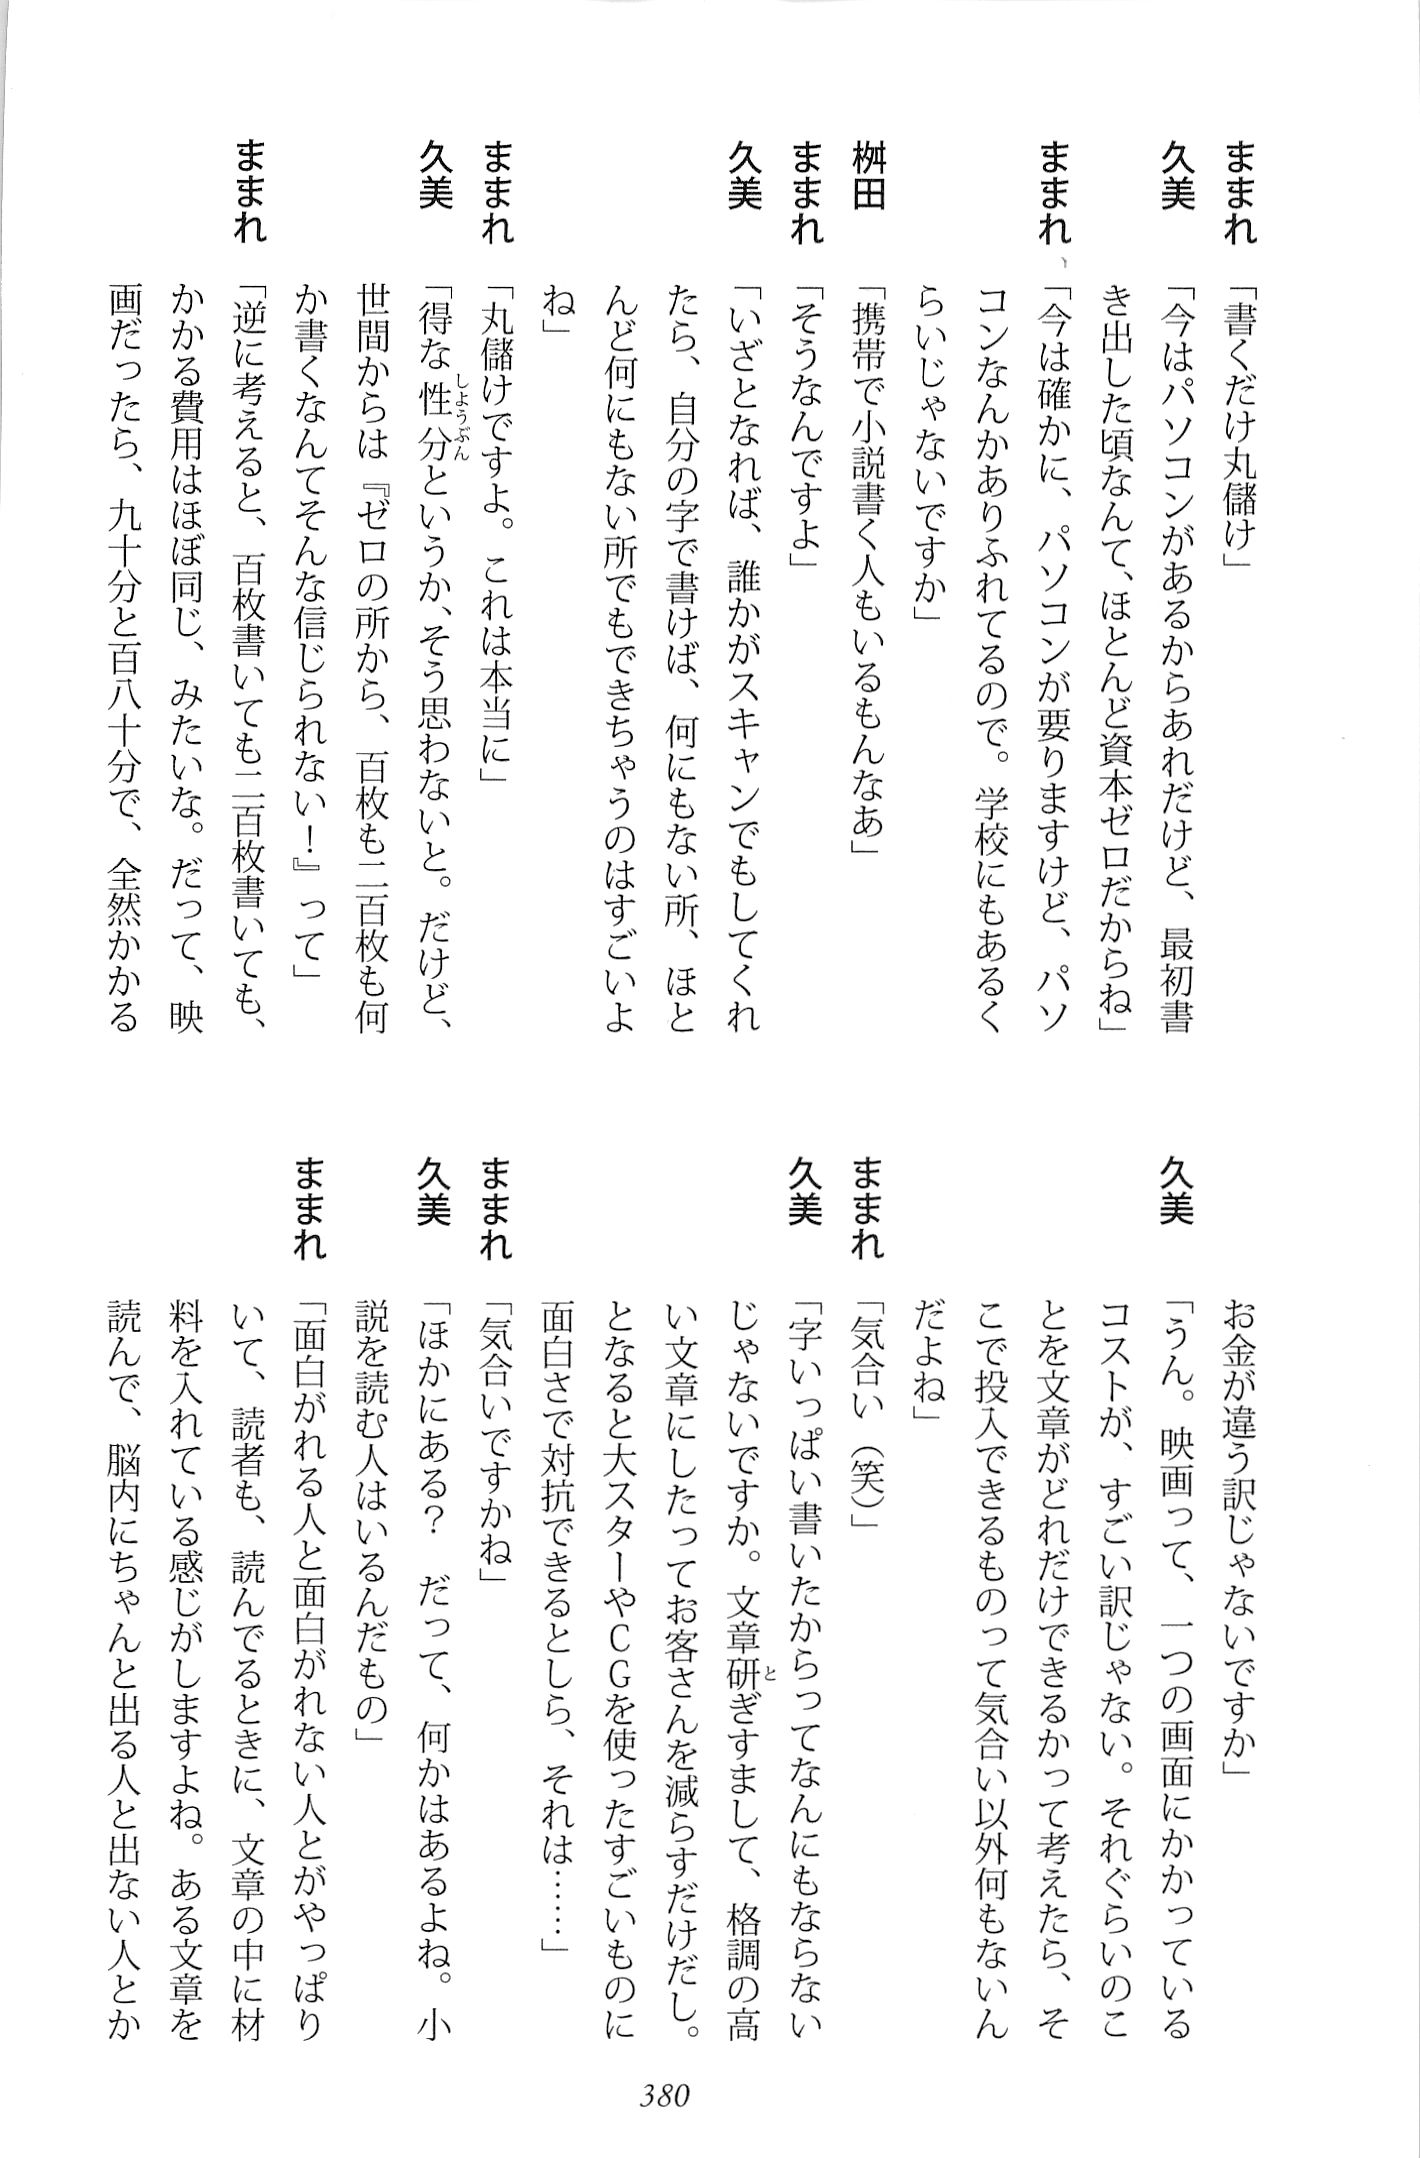 ままれ 「書くだけ丸儲け」
久美 「今はパソコンがあるからあれだけど、最初書
き出した頃なんて、ほとんど資本ゼロだからね」
ままれ 「今は確かに、パソコンが要りますけど、パソ
コンなんかありふれてるので。学校にもあるく
らいじゃないですか」
桝田 「携帯で小説書く人もいるもんなあ」
ままれ 「そうなんですよ」
久美 「いざとなれば、誰かがスキャンでもしてくれ
たら、自分の字で書けば、何にもない所、ほと
んど何にもない所でもできちゃうのはすごいよ
ね」
ままれ 「丸儲けですよ。これは本当に」
久美 「得な性分しようぶんというか、そう思わないと。だけど、
世間からは『ゼロの所から、百枚も二百枚も何
か書くなんてそんな信じられない！』って」
ままれ 「逆に考えると、百枚書いても二百枚書いても、
かかる費用はほぼ同じ、みたいな。だって、映
画だったら、九十分と百八十分で、全然かかる
お金が違う訳じゃないですか」
久美 「うん。映画って、一つの画面にかかっている
コストが、すごい訳じゃない。それぐらいのこ
とを文章がどれだけできるかって考えたら、そ
こで投入できるものって気合い以外何もないん
だよね」
ままれ 「気合い（笑）」
久美 「字いっぱい書いたからってなんにもならない
じゃないですか。文章研とぎすまして、格調の高
い文章にしたってお客さんを減らすだけだし。
となると大スターやＣＧを使ったすごいものに
面白さで対抗できるとしら、それは……」
ままれ 「気合いですかね」
久美 「ほかにある？　だって、何かはあるよね。小
説を読む人はいるんだもの」
ままれ 「面白がれる人と面白がれない人とがやっぱり
いて、読者も、読んでるときに、文章の中に材
料を入れている感じがしますよね。ある文章を
読んで、脳内にちゃんと出る人と出ない人とか
380